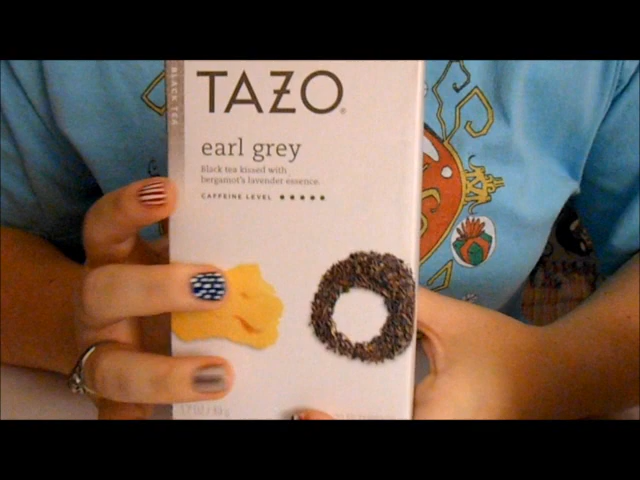 BLACK TEA
TAZO®
earl grey
Black tea kissed with
bergamot's lavender essence.
CAFFEINE LEVEL